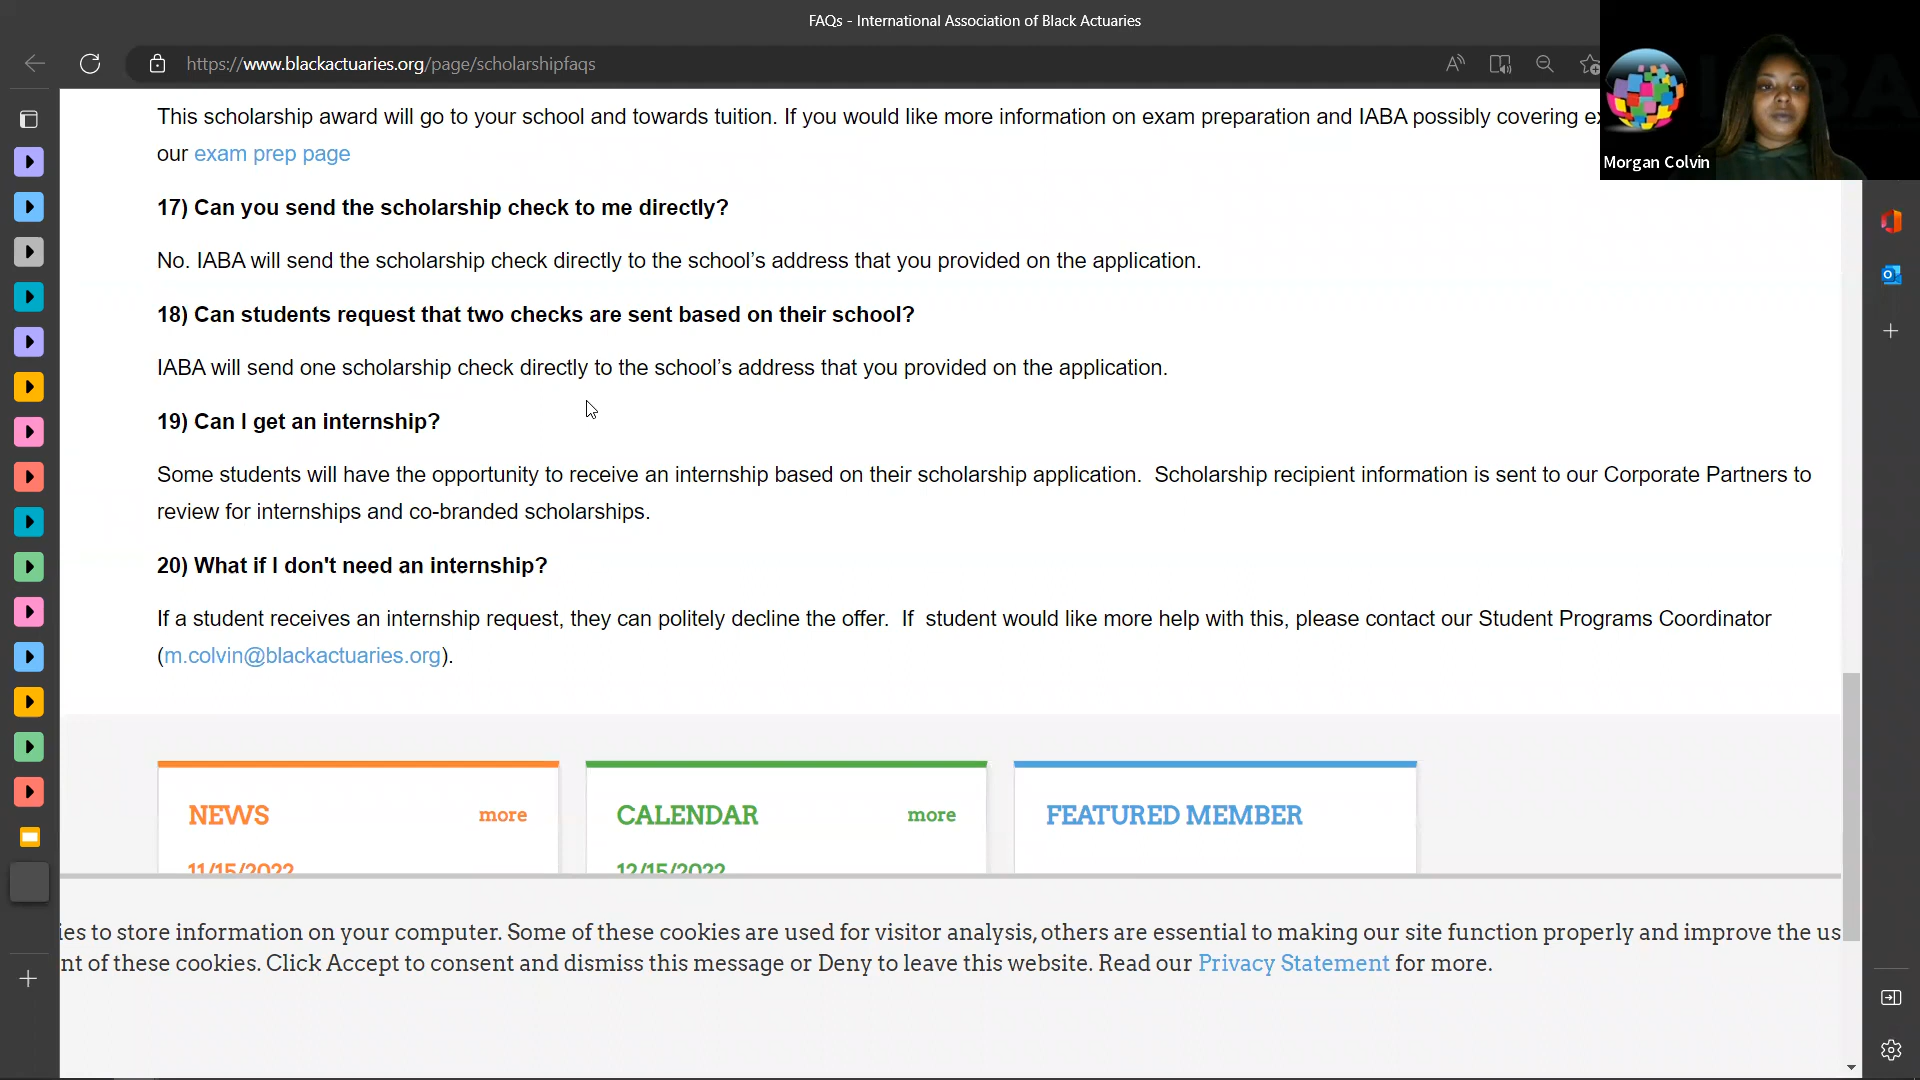 FAQs - International Association of Black Actuaries
https://www.blackactuaries.org/page/scholarshipfaqs
Morgan Colvin
This scholarship award will go to your school and towards tuition. If you would like more information on exam preparation and IABA possibly covering
our exam prep page
17) Can you send the scholarship check to me directly?
No. IABA will send the scholarship check directly to the school’s address that you provided on the application.
18) Can students request that two checks are sent based on their school?
IABA will send one scholarship check directly to the school’s address that you provided on the application.
19) Can I get an internship?
Some students will have the opportunity to receive an internship based on their scholarship application.  Scholarship recipient information is sent to our Corporate Partners to
review for internships and co-branded scholarships.
20) What if I don't need an internship?
If a student receives an internship request, they can politely decline the offer.  If  student would like more help with this, please contact our Student Programs Coordinator
(m.colvin@blackactuaries.org).
NEWS more CALENDAR more FEATURED MEMBER
11/15/2022 12/15/2022
ies to store information on your computer. Some of these cookies are used for visitor analysis, others are essential to making our site function properly and improve the us
nt of these cookies. Click Accept to consent and dismiss this message or Deny to leave this website. Read our Privacy Statement for more.